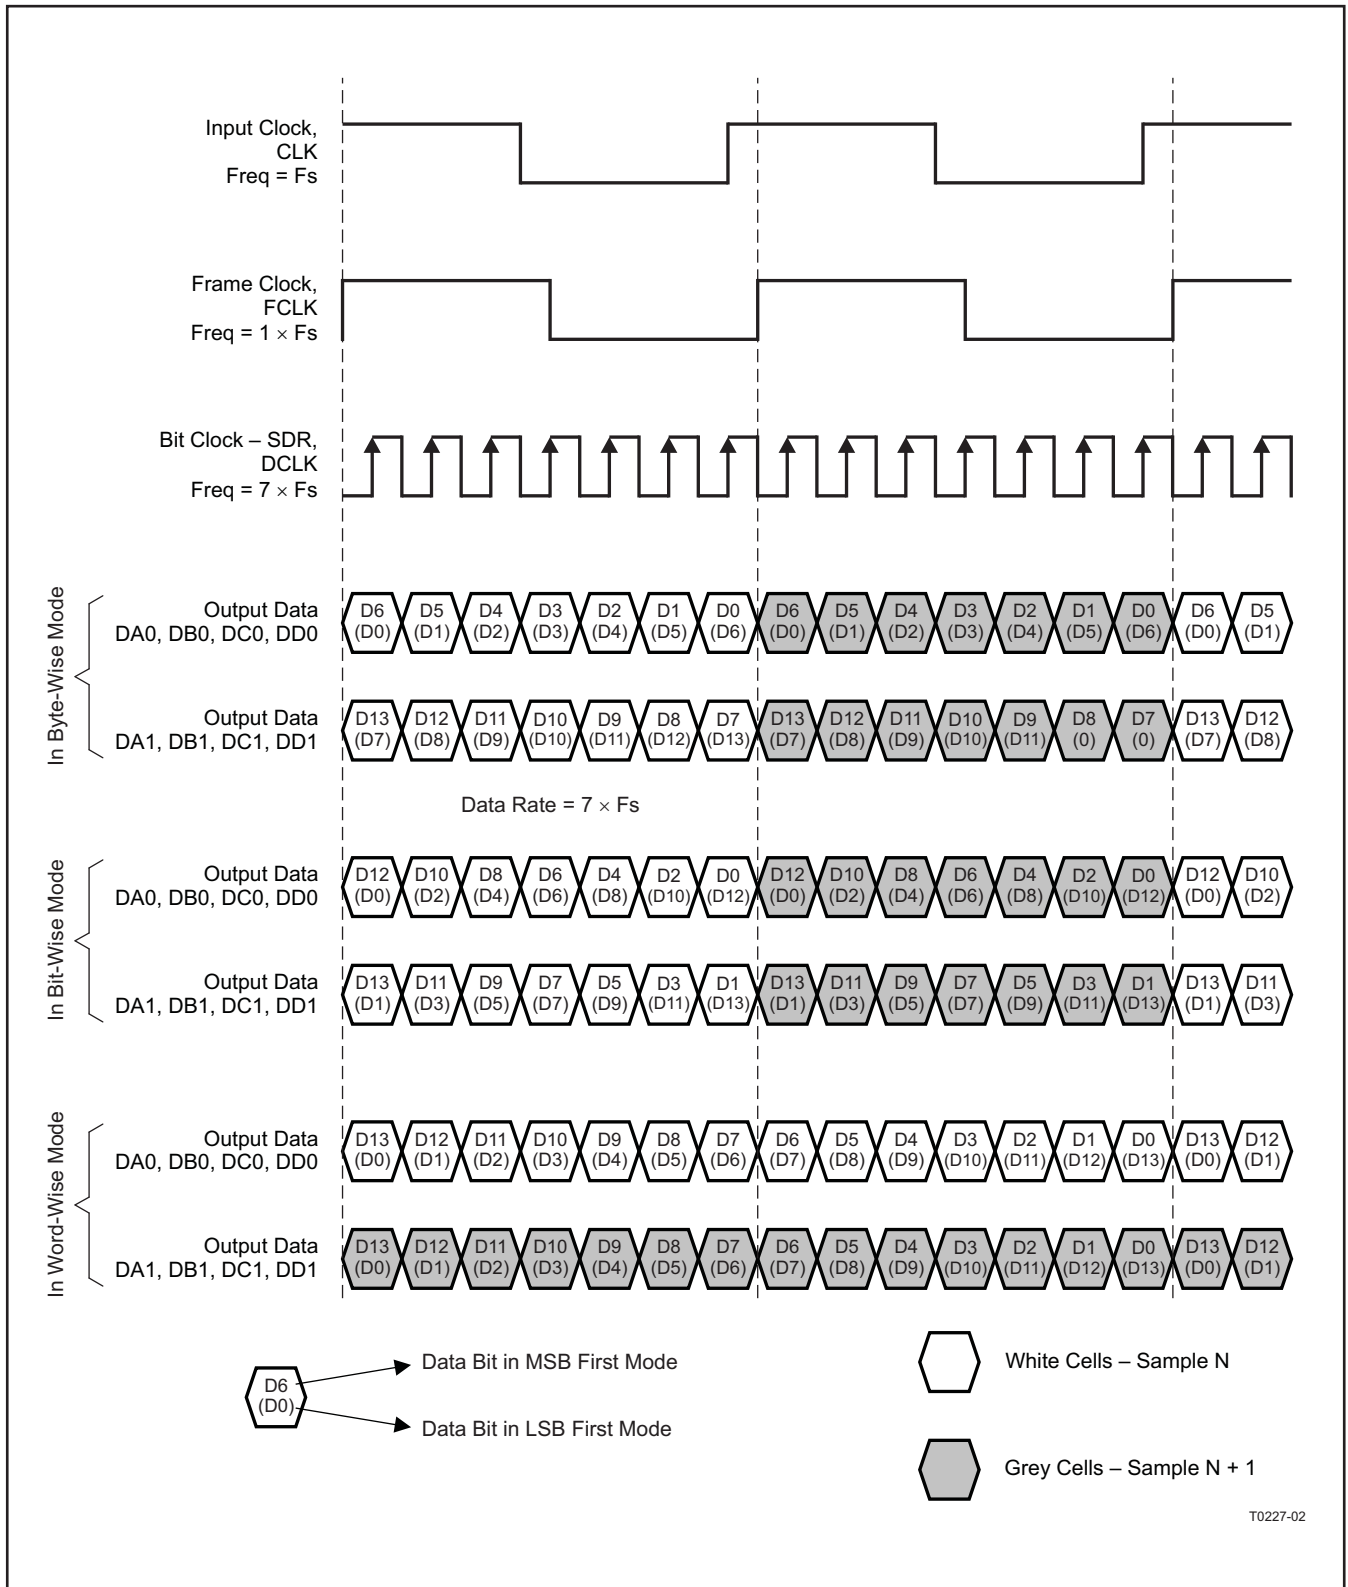 Input Clock,
CLK
Freq = Fs
Frame Clock,
FCLK
Freq = 1 × Fs
Bit Clock – SDR,
DCLK
Freq = 7 × Fs
In Byte-Wise Mode
Output Data
DA0, DB0, DC0, DD0
D6 D5 D4 D3 D2 D1 D0 D6 D5 D4 D3 D2 D1 D0 D6 D5
(D0) (D1) (D2) (D3) (D4) (D5) (D6) (D0) (D1) (D2) (D3) (D4) (D5) (D6) (D0) (D1)
Output Data
DA1, DB1, DC1, DD1
D13 D12 D11 D10 D9 D8 D7 D13 D12 D11 D10 D9 D8 D7 D13 D12
(D7) (D8) (D9) (D10) (D11) (D12) (D13) (D7) (D8) (D9) (D10) (D11) (0) (0) (D7) (D8)
Data Rate = 7 × Fs
In Bit-Wise Mode
Output Data
DA0, DB0, DC0, DD0
D12 D10 D8 D6 D4 D2 D0 D12 D10 D8 D6 D4 D2 D0 D12 D10
(D0) (D2) (D4) (D6) (D8) (D10) (D12) (D0) (D2) (D4) (D6) (D8) (D10) (D12) (D0) (D2)
Output Data
DA1, DB1, DC1, DD1
D13 D11 D9 D7 D5 D3 D1 D13 D11 D9 D7 D5 D3 D1 D13 D11
(D1) (D3) (D5) (D7) (D9) (D11) (D13) (D1) (D3) (D5) (D7) (D9) (D11) (D13) (D1) (D3)
In Word-Wise Mode
Output Data
DA0, DB0, DC0, DD0
D13 D12 D11 D10 D9 D8 D7 D6 D5 D4 D3 D2 D1 D0 D13 D12
(D0) (D1) (D2) (D3) (D4) (D5) (D6) (D7) (D8) (D9) (D10) (D11) (D12) (D13) (D0) (D1)
Output Data
DA1, DB1, DC1, DD1
D13 D12 D11 D10 D9 D8 D7 D6 D5 D4 D3 D2 D1 D0 D13 D12
(D0) (D1) (D2) (D3) (D4) (D5) (D6) (D7) (D8) (D9) (D10) (D11) (D12) (D13) (D0) (D1)
D6
(D0)
Data Bit in MSB First Mode
Data Bit in LSB First Mode
White Cells – Sample N
Grey Cells – Sample N + 1
T0227-02